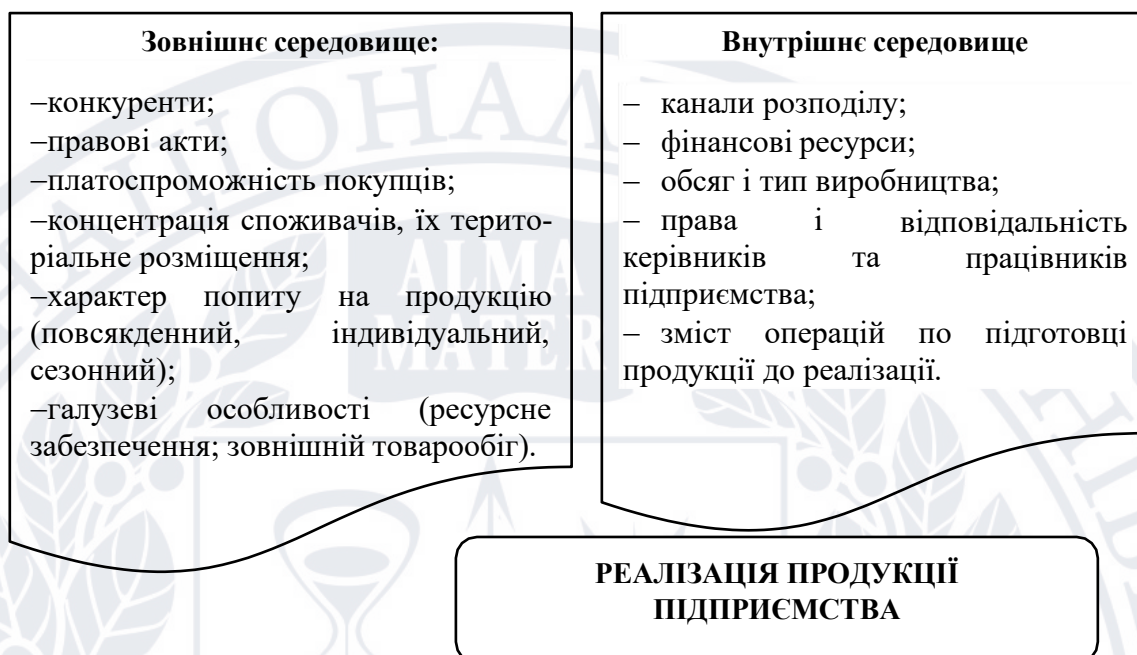 Зовнішнє середовище:
–конкуренти;
–правові акти;
–платоспроможність покупців;
–концентрація споживачів, їх терито-
ріальне розміщення;
–характер попиту на продукцію
(повсякденний, індивідуальний,
сезонний);
–галузеві особливості (ресурсне
забезпечення; зовнішній товарообіг).
Внутрішнє середовище
– канали розподілу;
– фінансові ресурси;
– обсяг і тип виробництва;
– права і відповідальність
керівників та працівників
підприємства;
– зміст операцій по підготовці
продукції до реалізації.
РЕАЛІЗАЦІЯ ПРОДУКЦІЇ
ПІДПРИЄМСТВА
ALMA
MATER